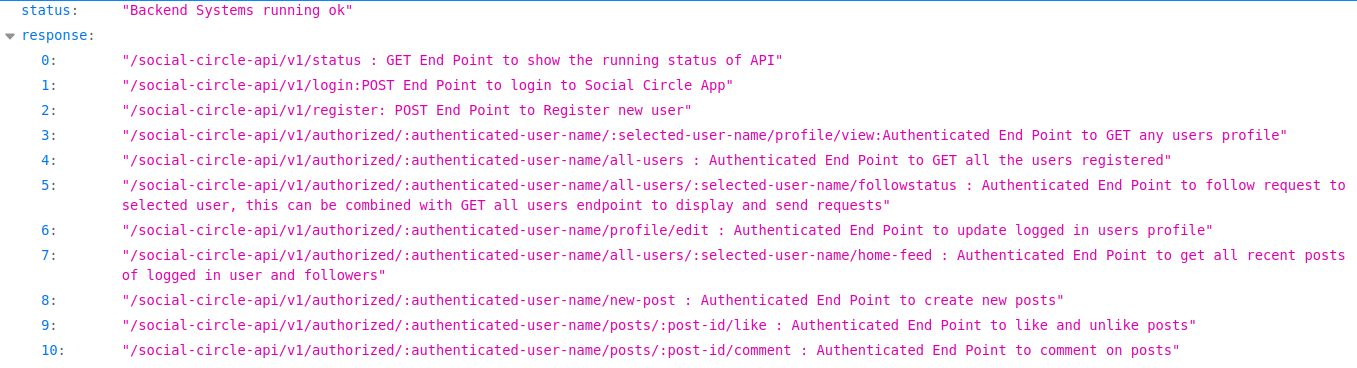 status: "Backend Systems running ok"
response:
0: "/social-circle-api/v1/status : GET End Point to show the running status of API"
1: "/social-circle-api/v1/login:POST End Point to login to Social Circle App"
2: "/social-circle-api/v1/register: POST End Point to Register new user"
3: "/social-circle-api/v1/authorized/:authenticated-user-name/:selected-user-name/profile/view:Authenticated End Point to GET any users profile"
4: "/social-circle-api/v1/authorized/:authenticated-user-name/all-users : Authenticated End Point to GET all the users registered"
5: "/social-circle-api/v1/authorized/:authenticated-user-name/all-users/:selected-user-name/followstatus : Authenticated End Point to follow request to
selected user, this can be combined with GET all users endpoint to display and send requests"
6: "/social-circle-api/v1/authorized/:authenticated-user-name/profile/edit : Authenticated End Point to update logged in users profile"
7: "/social-circle-api/v1/authorized/:authenticated-user-name/all-users/:selected-user-name/home-feed : Authenticated End Point to get all recent posts
of logged in user and followers"
8: "/social-circle-api/v1/authorized/:authenticated-user-name/new-post : Authenticated End Point to create new posts"
9: "/social-circle-api/v1/authorized/:authenticated-user-name/posts/:post-id/like : Authenticated End Point to like and unlike posts"
10: "/social-circle-api/v1/authorized/:authenticated-user-name/posts/:post-id/comment : Authenticated End Point to comment on posts"